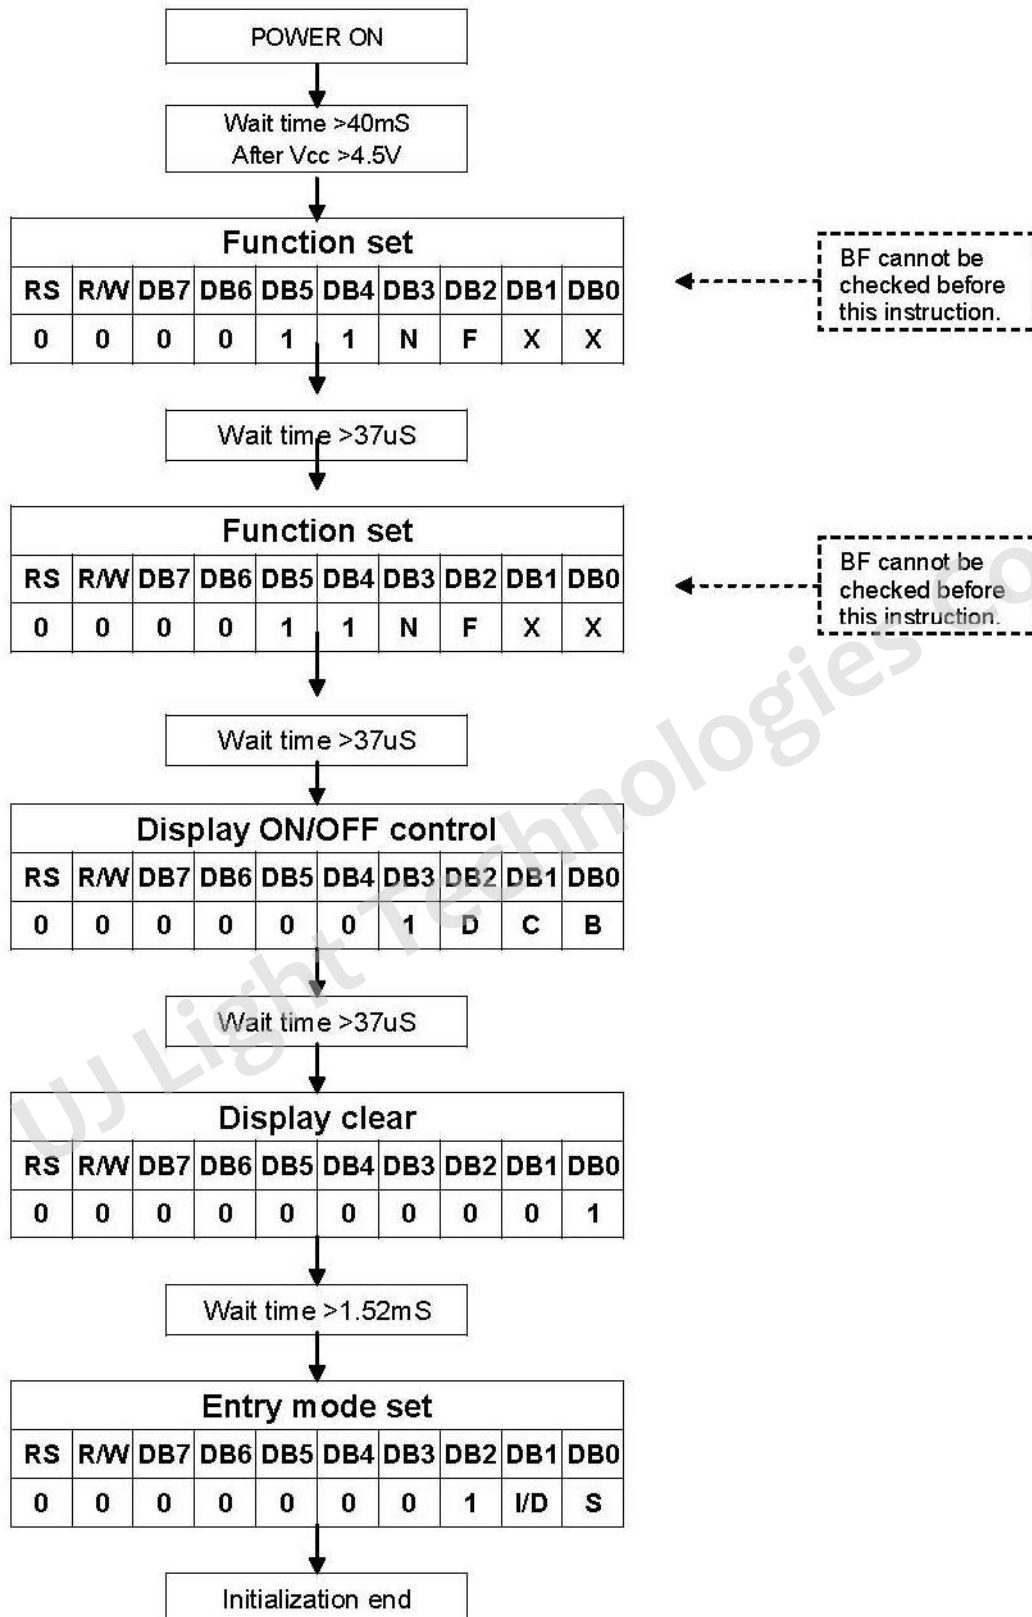 POWER ON
Wait time >40mS
After Vcc >4.5V
Function set
RS R/W DB7 DB6 DB5 DB4 DB3 DB2 DB1 DB0
0 0 0 0 1 1 N F X X
BF cannot be
checked before
this instruction.
Wait time >37uS
Function set
RS R/W DB7 DB6 DB5 DB4 DB3 DB2 DB1 DB0
0 0 0 0 1 1 N F X X
BF cannot be
checked before
this instruction.
Wait time >37uS
Display ON/OFF control
RS R/W DB7 DB6 DB5 DB4 DB3 DB2 DB1 DB0
0 0 0 0 0 0 1 D C B
Wait time >37uS
Display clear
RS R/W DB7 DB6 DB5 DB4 DB3 DB2 DB1 DB0
0 0 0 0 0 0 0 0 0 1
Wait time >1.52mS
Entry mode set
RS R/W DB7 DB6 DB5 DB4 DB3 DB2 DB1 DB0
0 0 0 0 0 0 0 1 I/D S
Initialization end
UJ Light Technologies Co